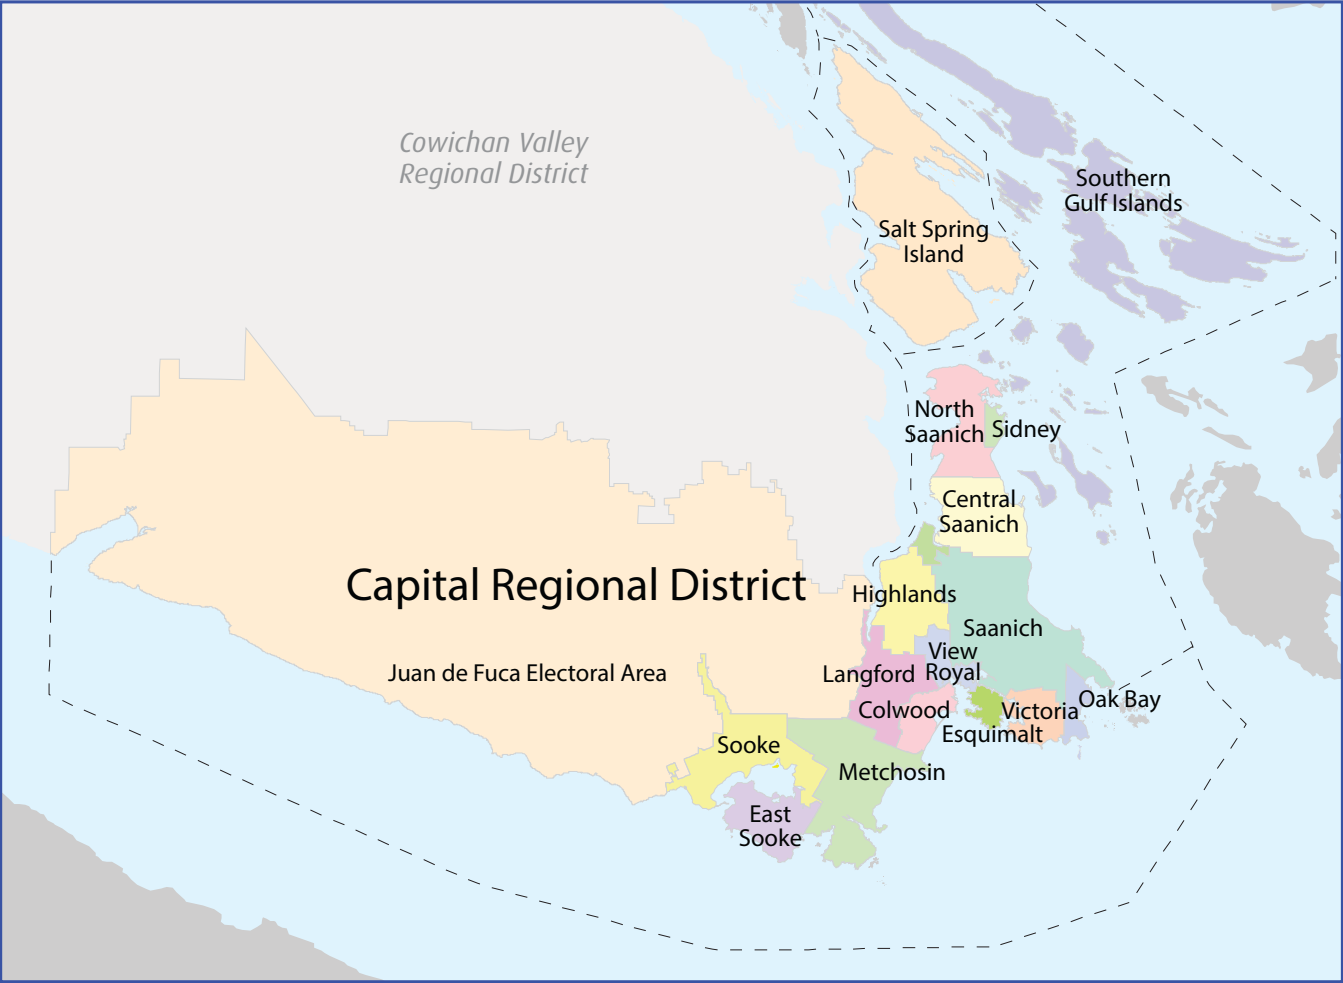 Cowichan Valley
Regional District
Southern
Gulf Islands
Salt Spring
Island
North
Saanich
Sidney
Central
Saanich
Capital Regional District
Highlands
Saanich
View
Royal
Juan de Fuca Electoral Area
Langford
Oak Bay
Colwood
Victoria
Esquimalt
Sooke
Metchosin
East
Sooke